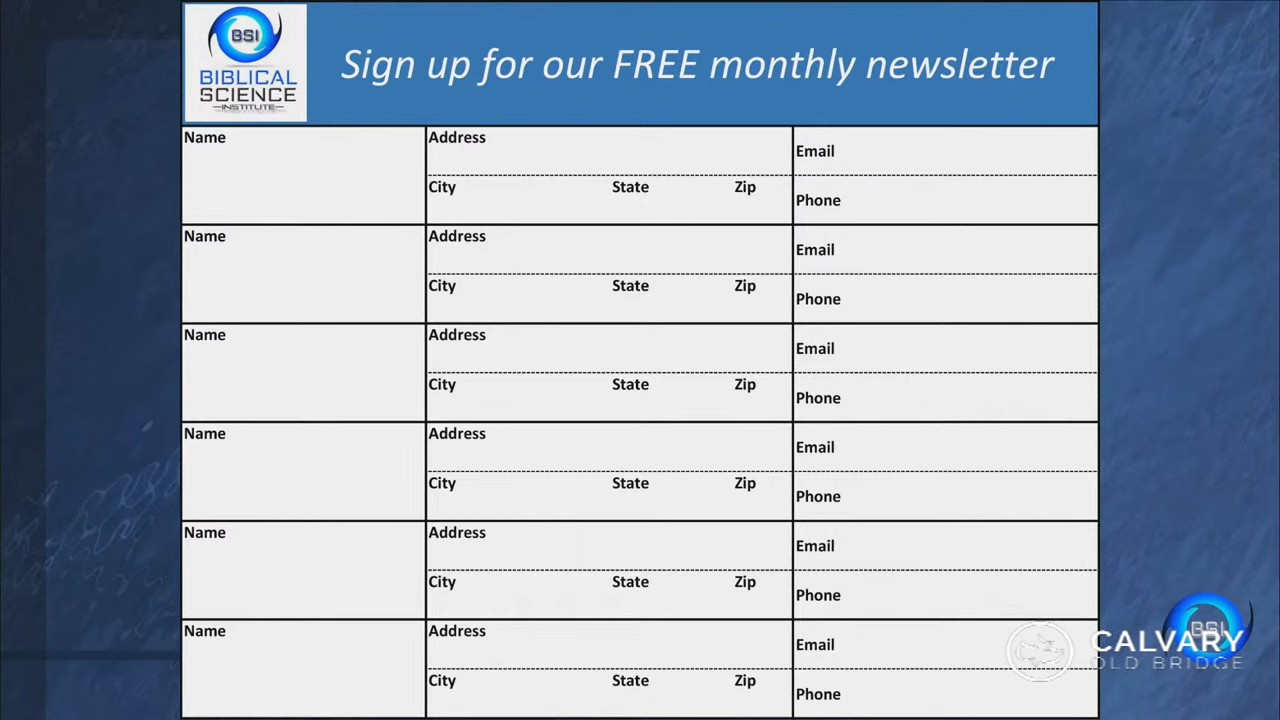 BSI
BIBLICAL
SCIENCE
INSTITUTE
Sign up for our FREE monthly newsletter
Name Address Email
City State Zip Phone
Name Address Email
City State Zip Phone
Name Address Email
City State Zip Phone
Name Address Email
City State Zip Phone
Name Address Email
City State Zip Phone
Name Address Email
City State Zip Phone
BSI
CALVARY
OLD BRIDGE